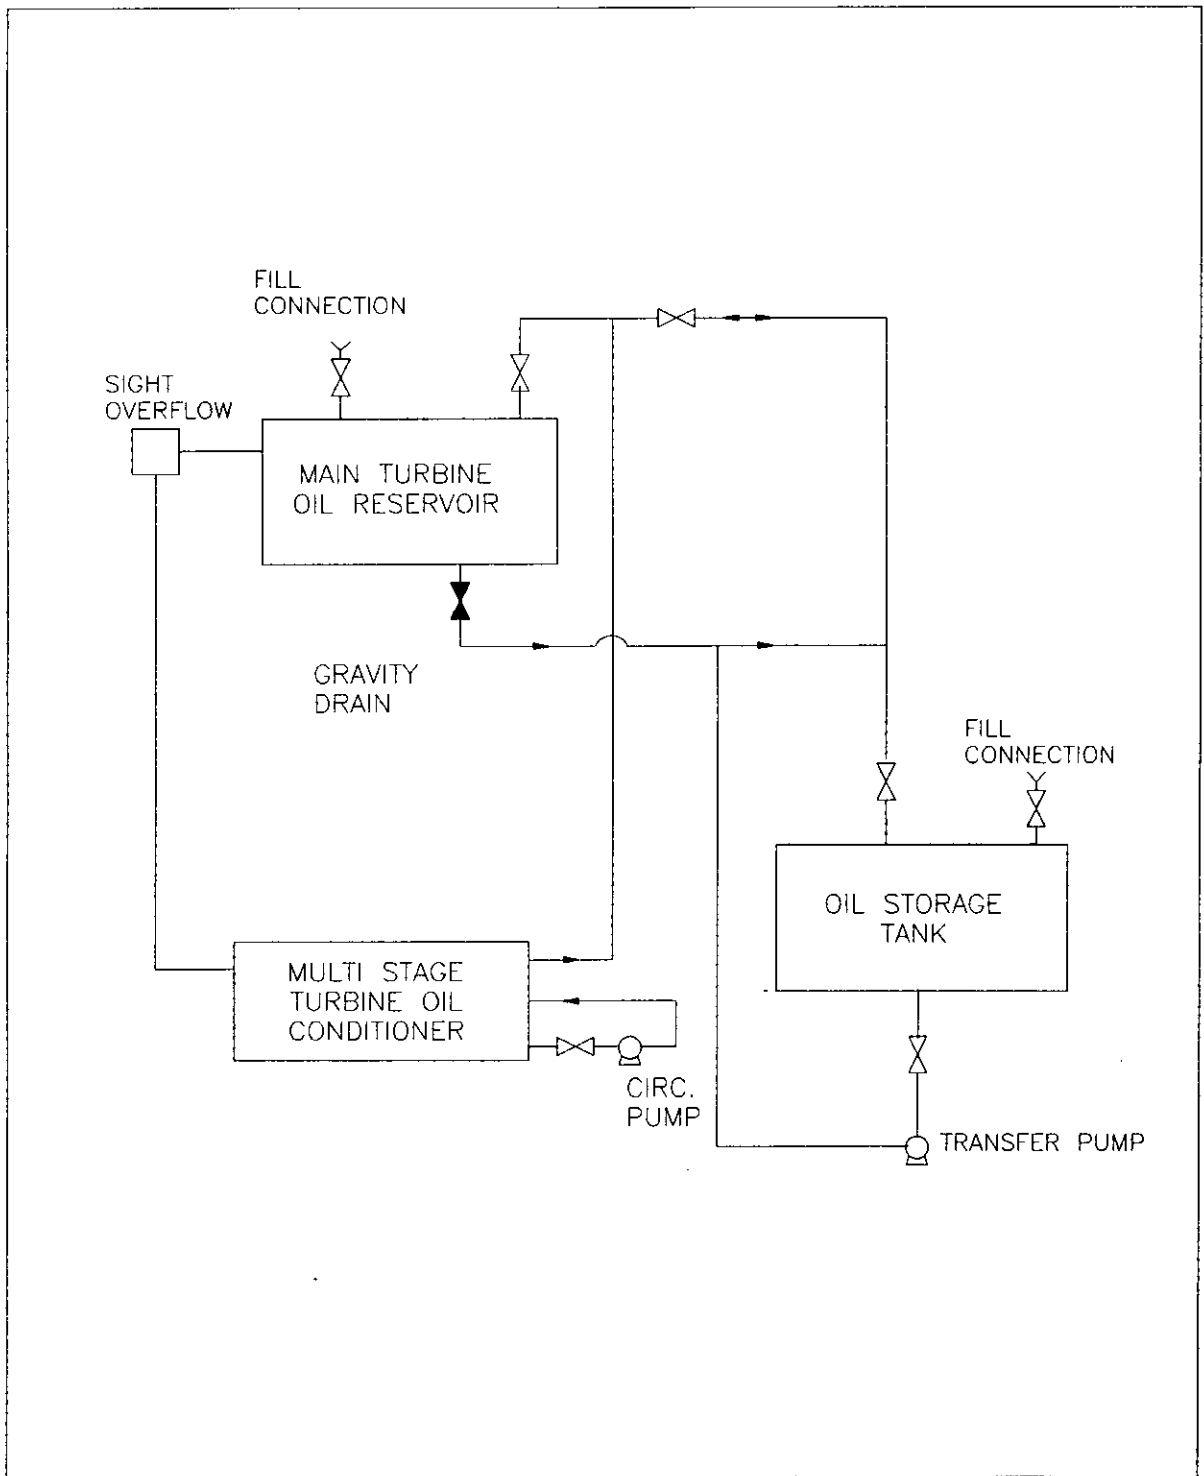 FILL
CONNECTION
SIGHT
OVERFLOW
MAIN TURBINE
OIL RESERVOIR
GRAVITY
DRAIN
FILL
CONNECTION
OIL STORAGE
TANK
MULTI STAGE
TURBINE OIL
CONDITIONER
CIRC.
PUMP
TRANSFER PUMP